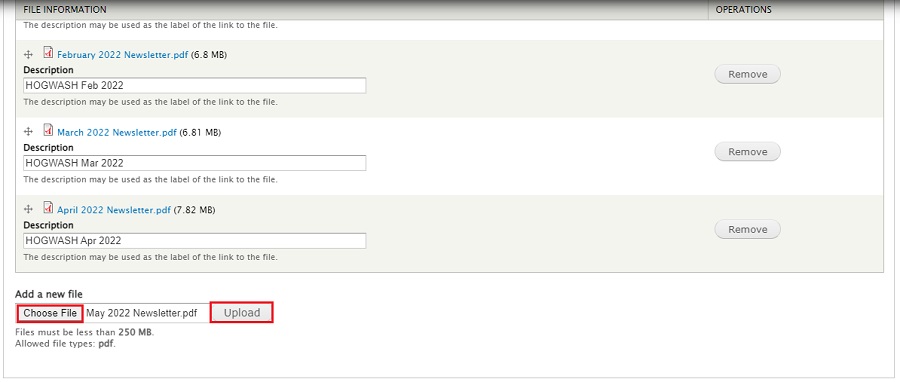 FILE INFORMATION OPERATIONS
The description may be used as the label of the link to the file.
February 2022 Newsletter.pdf (6.8 MB)
Description
Remove
HOGWASH Feb 2022
The description may be used as the label of the link to the file.
March 2022 Newsletter.pdf (6.81 MB)
Description
Remove
HOGWASH Mar 2022
The description may be used as the label of the link to the file.
April 2022 Newsletter.pdf (7.82 MB)
Description
Remove
HOGWASH Apr 2022
The description may be used as the label of the link to the file.
Add a new file
Choose File May 2022 Newsletter.pdf Upload
Files must be less than 250 MB.
Allowed file types: pdf.